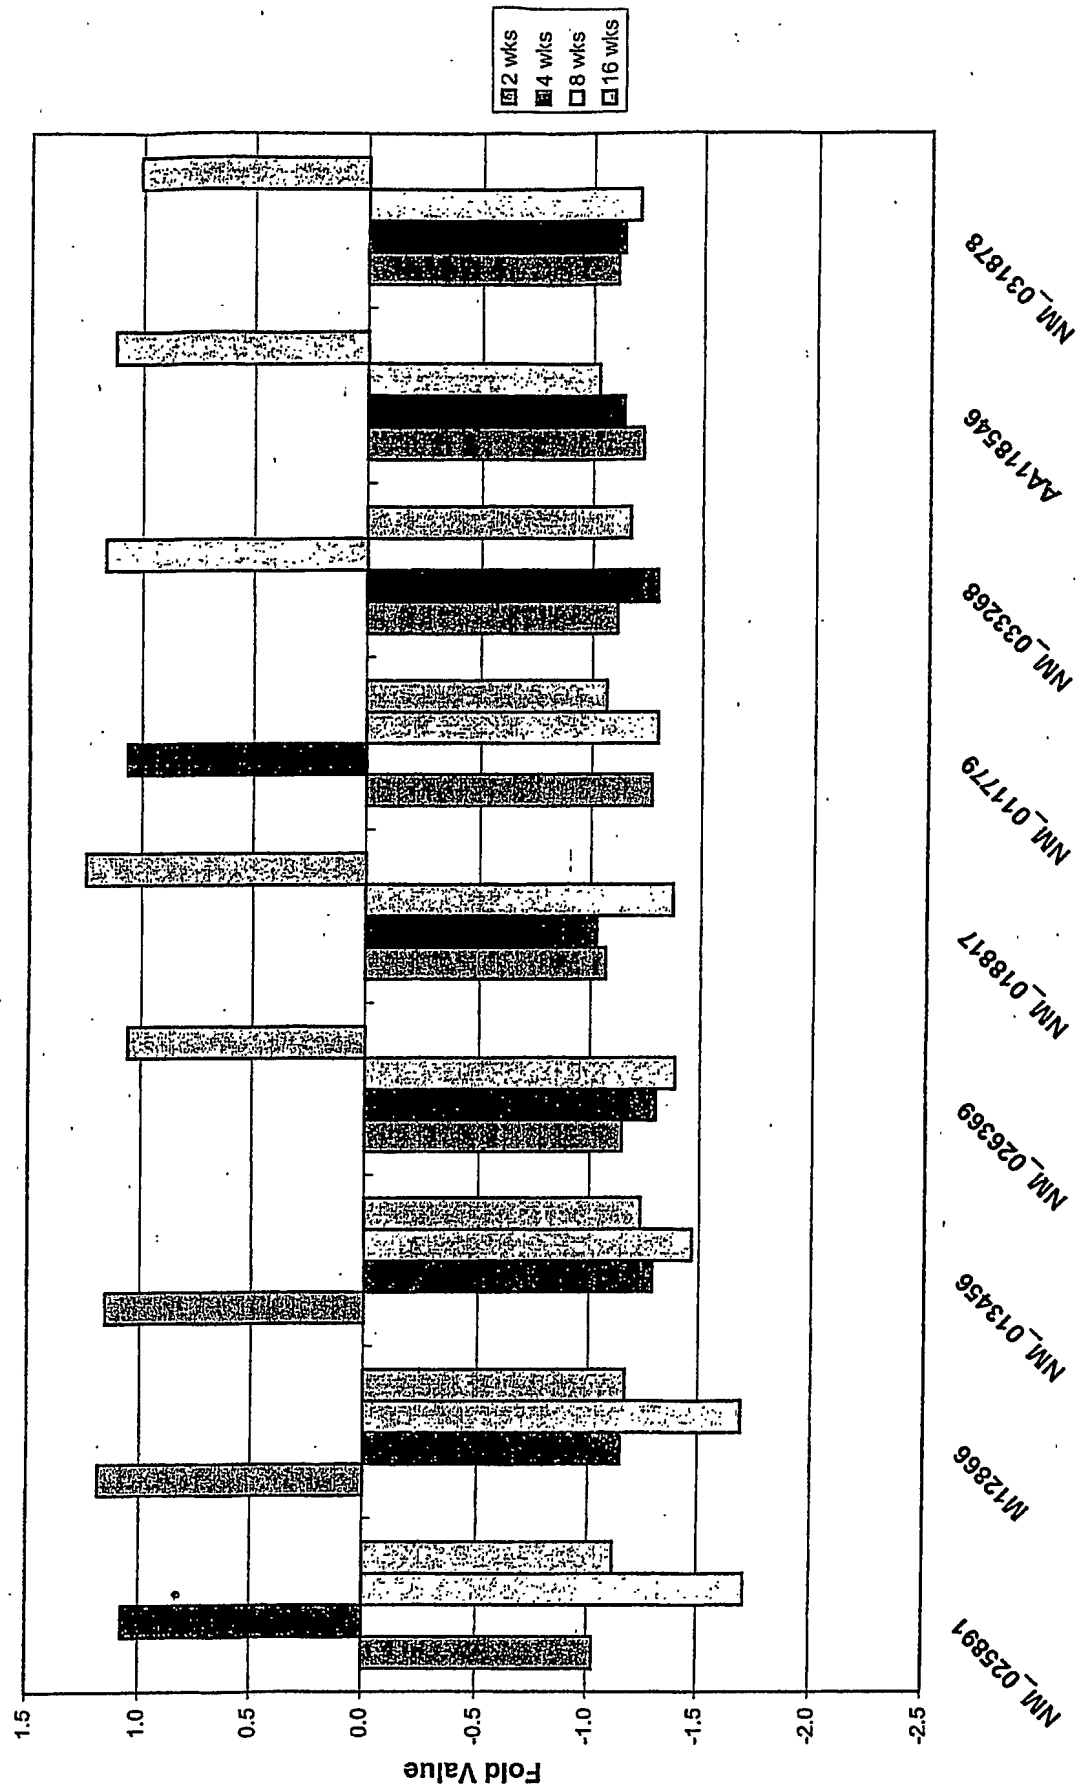 2 wks
4 wks
8 wks
16 wks
1.5
1.0
0.5
0.0
-0.5
-1.0
-1.5
-2.0
-2.5
Fold Value
NM_025891
M12866
NM_013456
NM_026369
NM_018817
NM_011779
NM_033268
AA118546
NM_031878